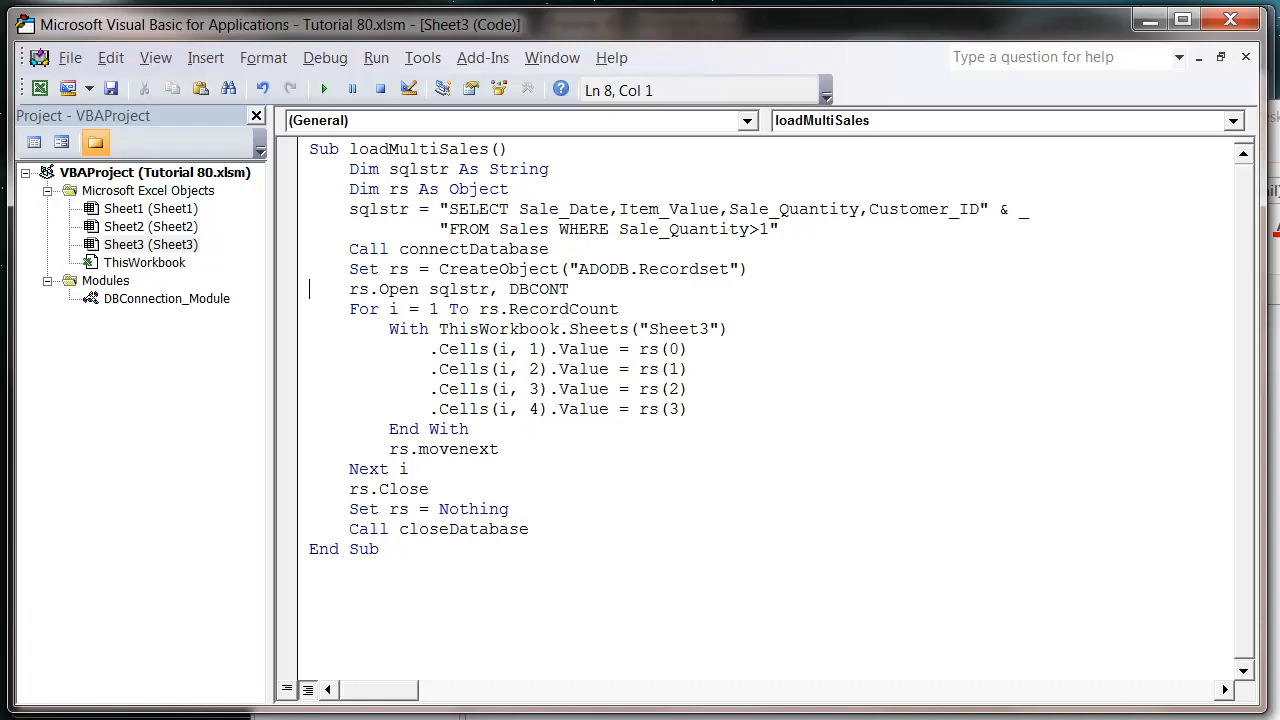 Microsoft Visual Basic for Applications - Tutorial 80.xlsm - [Sheet3 (Code)]
File Edit View Insert Format Debug Run Tools Add-Ins Window Help
Type a question for help
Ln 8, Col 1
Project - VBAProject
(General)
loadMultiSales
VBAProject (Tutorial 80.xlsm)
Microsoft Excel Objects
Sheet1 (Sheet1)
Sheet2 (Sheet2)
Sheet3 (Sheet3)
ThisWorkbook
Modules
DBConnection_Module
Sub loadMultiSales()
Dim sqlstr As String
Dim rs As Object
sqlstr = "SELECT Sale_Date,Item_Value,Sale_Quantity,Customer_ID" & _
"FROM Sales WHERE Sale_Quantity>1"
Call connectDatabase
Set rs = CreateObject("ADODB.Recordset")
rs.Open sqlstr, DBCONT
For i = 1 To rs.RecordCount
With ThisWorkbook.Sheets("Sheet3")
.Cells(i, 1).Value = rs(0)
.Cells(i, 2).Value = rs(1)
.Cells(i, 3).Value = rs(2)
.Cells(i, 4).Value = rs(3)
End With
rs.movenext
Next i
rs.Close
Set rs = Nothing
Call closeDatabase
End Sub